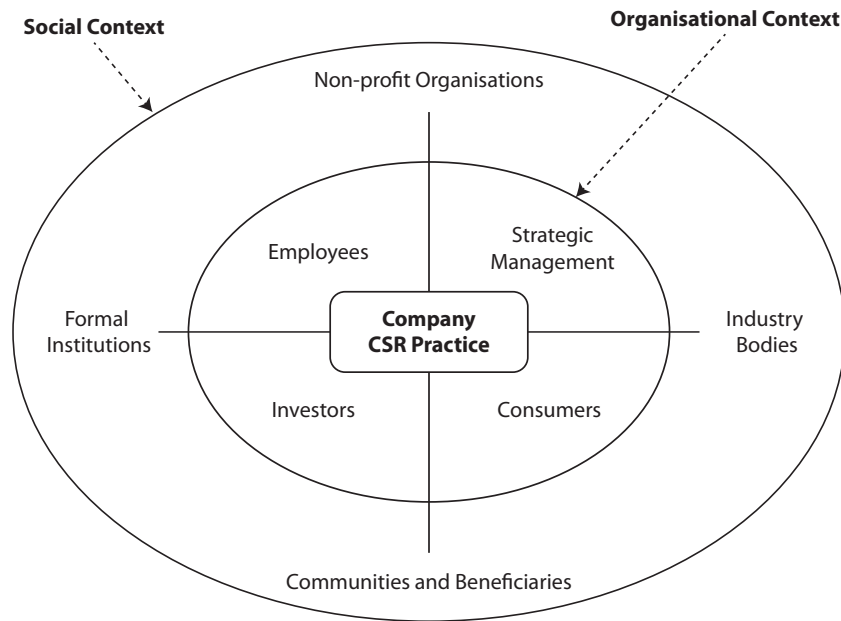 Social Context
Organisational Context
Non-profit Organisations
Employees
Strategic
Management
Formal
Institutions
Company
CSR Practice
Industry
Bodies
Investors
Consumers
Communities and Beneficiaries